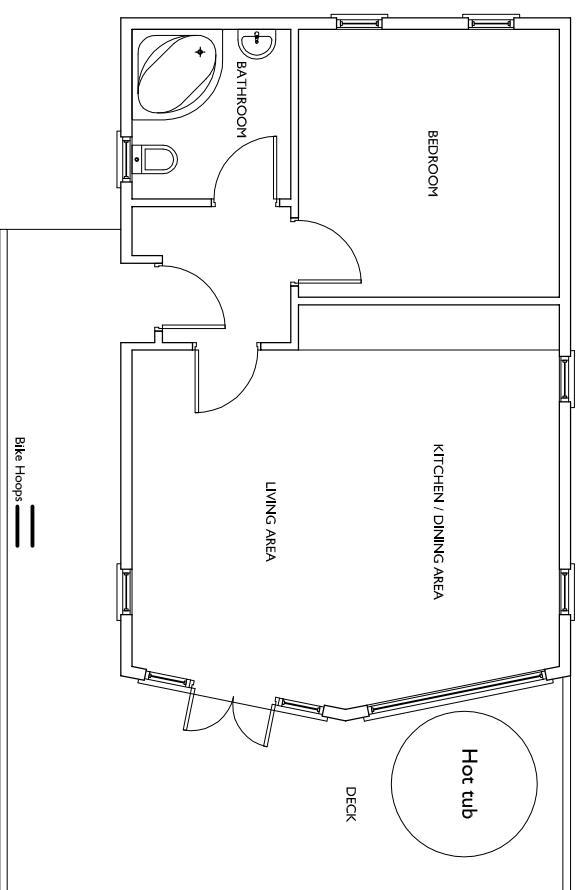 BATHROOM
BEDROOM
KITCHEN / DINING AREA
LIVING AREA
Bike Hoops
Hot tub
DECK